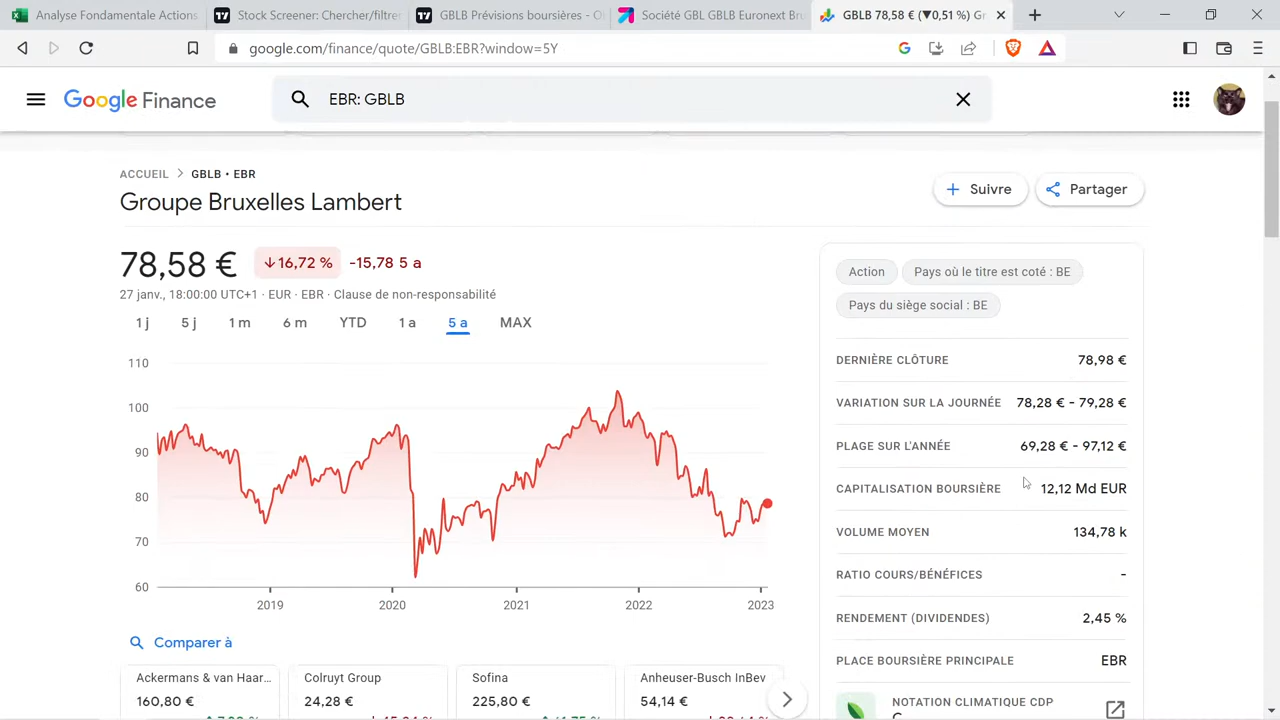 Analyse Fondamentale Actions
Stock Screener: Chercher/filtrer
GBLB Prévisions boursières - O
Société GBL GBLB Euronext Bru
GBLB 78,58 € (▼0,51 %) Gr
google.com/finance/quote/GBLB:EBR?window=5Y
Google Finance
EBR: GBLB
ACCUEIL > GBLB • EBR
Groupe Bruxelles Lambert
+ Suivre
Partager
78,58 €
↓16,72 %
-15,78 5 a
27 janv., 18:00:00 UTC+1 · EUR · EBR · Clause de non-responsabilité
1 j 5 j 1 m 6 m YTD 1 a 5 a MAX
110
100
90
80
70
60
2019 2020 2021 2022 2023
Comparer à
Ackermans & van Haar...
160,80 €
Colruyt Group
24,28 €
Sofina
225,80 €
Anheuser-Busch InBev
54,14 €
Action
Pays où le titre est coté : BE
Pays du siège social : BE
DERNIÈRE CLÔTURE 78,98 €
VARIATION SUR LA JOURNÉE 78,28 € - 79,28 €
PLAGE SUR L'ANNÉE 69,28 € - 97,12 €
CAPITALISATION BOURSIÈRE 12,12 Md EUR
VOLUME MOYEN 134,78 k
RATIO COURS/BÉNÉFICES -
RENDEMENT (DIVIDENDES) 2,45 %
PLACE BOURSIÈRE PRINCIPALE EBR
NOTATION CLIMATIQUE CDP